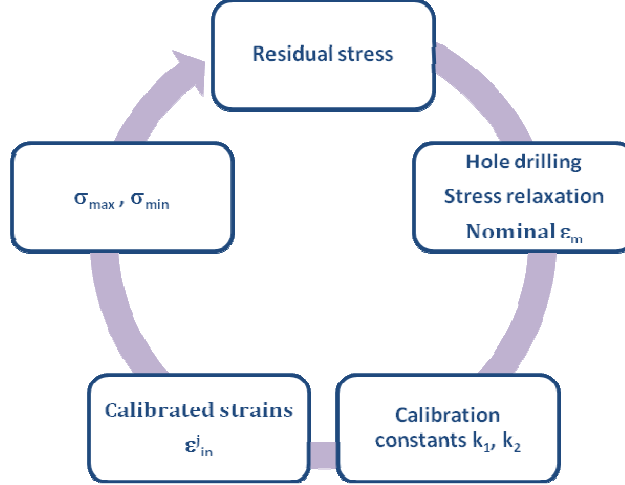 Residual stress
Hole drilling
Stress relaxation
Nominal εₘ
Calibration
constants k₁, k₂
Calibrated strains
εʲᵢₙ
σₘₐₓ , σₘᵢₙ